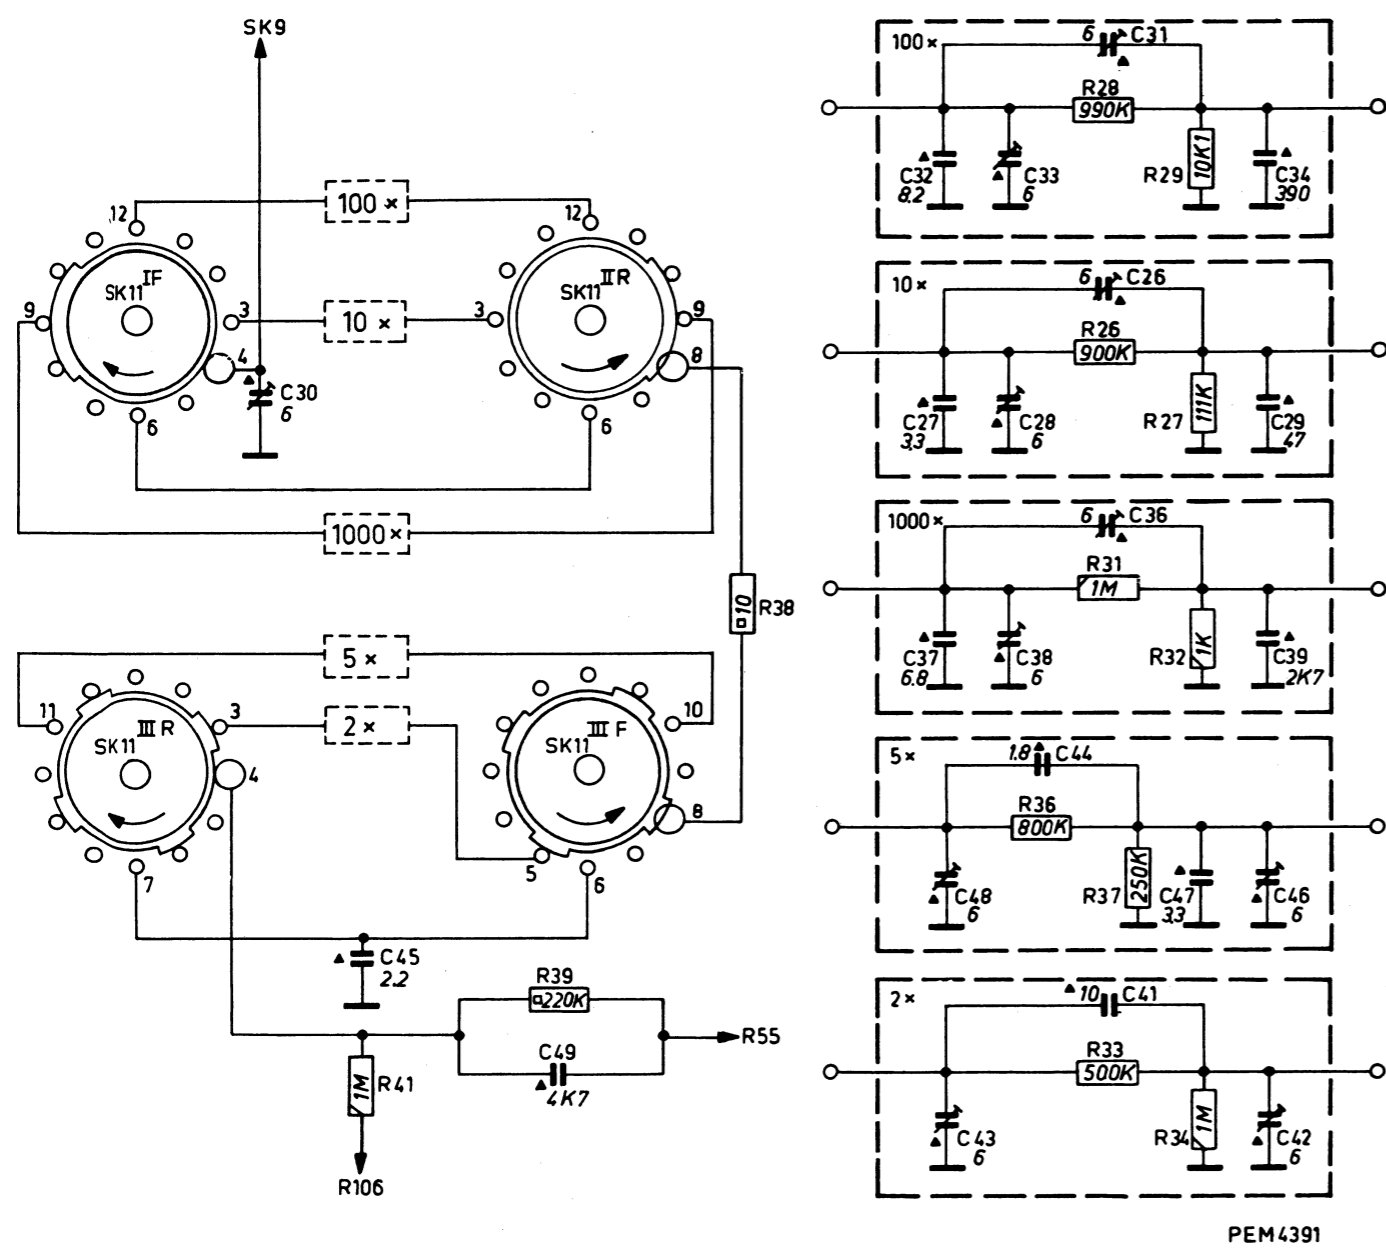 SK9
100 ×
12
12
SK11 IF
SK11 II R
9
3
10 ×
3
9
4
8
C30
6
6
6
1000 ×
10
R38
5 ×
11
3
2 ×
10
SK11 III R
SK11 III F
4
8
7
5
6
C45
2.2
R39
220K
R55
C49
4K7
1M
R41
R106
100 ×
6
C31
R28
990K
C32
8.2
C33
6
R29
10K1
C34
390
10 ×
6
C26
R26
900K
C27
3,3
C28
6
R27
111K
C29
47
1000 ×
6
C36
R31
1M
C37
6.8
C38
6
R32
1K
C39
2K7
5 ×
1.8
C44
R36
800K
C48
6
R37
250K
C47
3,3
C46
6
2 ×
10
C41
R33
500K
C43
6
R34
1M
C42
6
PEM4391